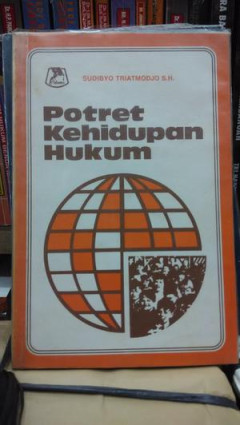 SUDIBYO TRIATMODJO S.H.
Potret
Kehidupan
Hukum